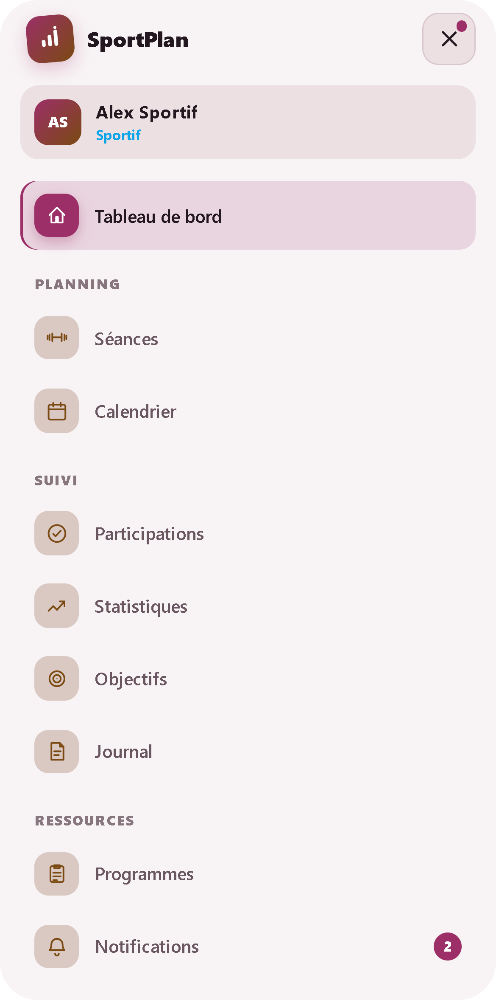 SportPlan
AS
Alex Sportif
Sportif
Tableau de bord
PLANNING
Séances
Calendrier
SUIVI
Participations
Statistiques
Objectifs
Journal
RESSOURCES
Programmes
Notifications
2